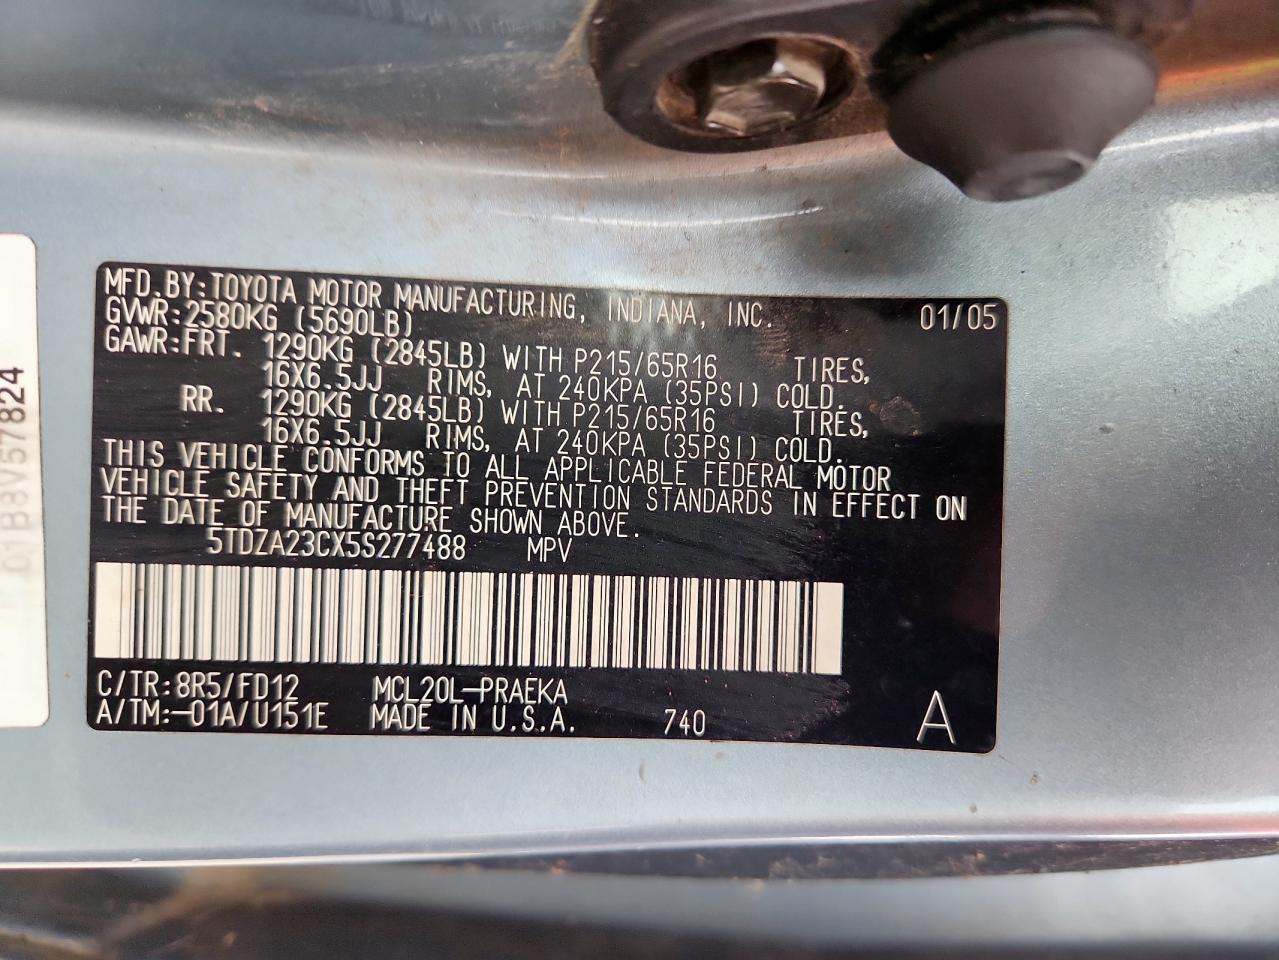 MFD.BY:TOYOTA MOTOR MANUFACTURING, INDIANA, INC. 01/05
GVWR:2580KG (5690LB)
GAWR:FRT. 1290KG (2845LB) WITH P215/65R16 TIRES,
16X6.5JJ RIMS, AT 240KPA (35PSI) COLD.
RR. 1290KG (2845LB) WITH P215/65R16 TIRES,
16X6.5JJ RIMS, AT 240KPA (35PSI) COLD.
THIS VEHICLE CONFORMS TO ALL APPLICABLE FEDERAL MOTOR
VEHICLE SAFETY AND THEFT PREVENTION STANDARDS IN EFFECT ON
THE DATE OF MANUFACTURE SHOWN ABOVE.
5TDZA23CX5S277488 MPV
C/TR:8R5/FD12 MCL20L-PRAEKA
A/TM:-01A/U151E MADE IN U.S.A. 740 A
01B8V57824